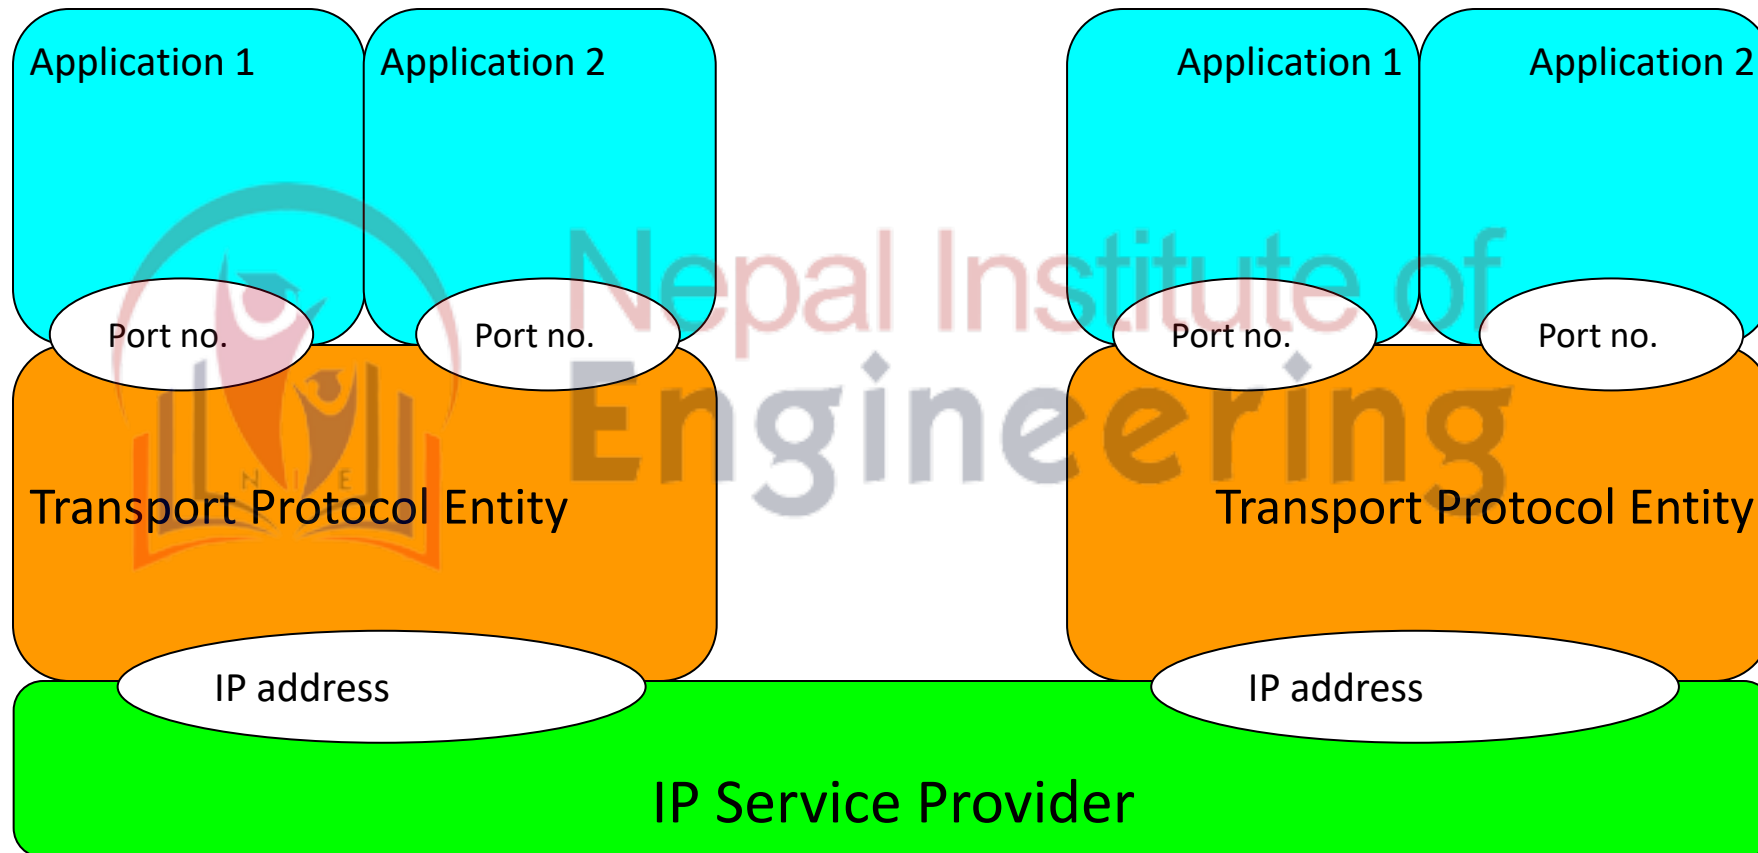 Application 1
Application 2
Application 1
Application 2
Nepal Institute of
Engineering
Port no.
Port no.
Port no.
Port no.
N I E
Transport Protocol Entity
Transport Protocol Entity
IP address
IP address
IP Service Provider